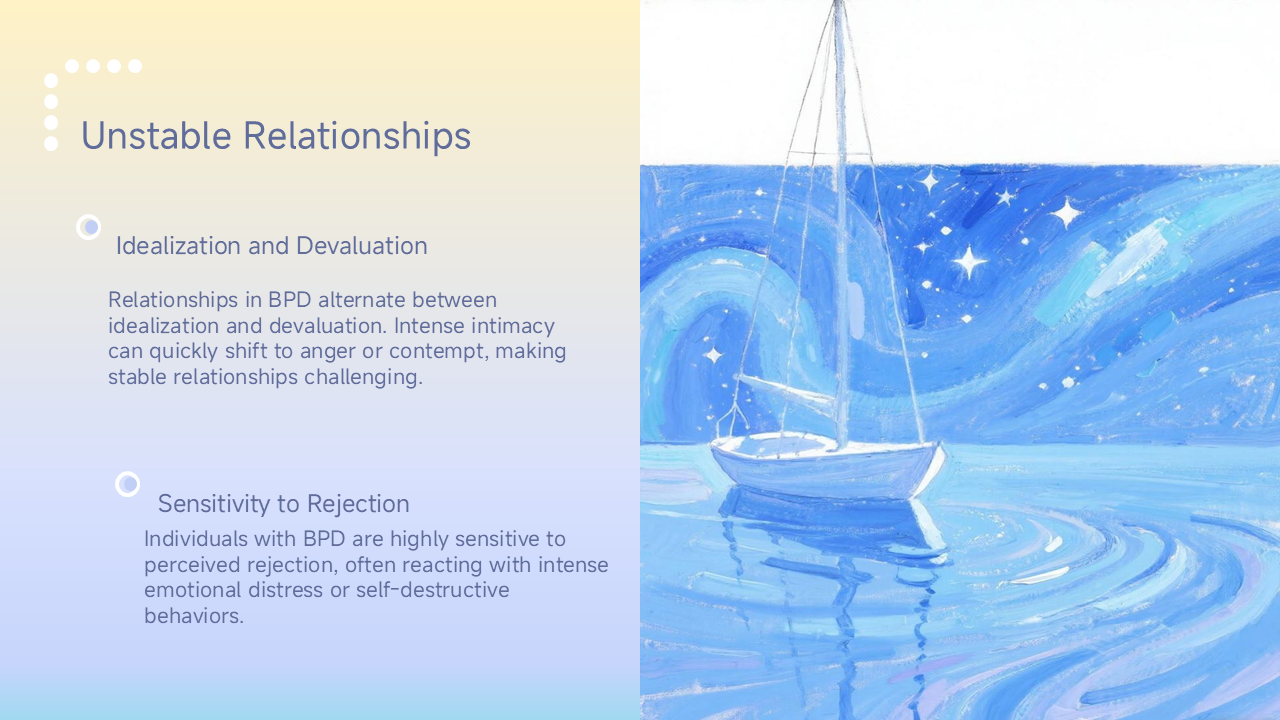 Unstable Relationships
Idealization and Devaluation
Relationships in BPD alternate between
idealization and devaluation. Intense intimacy
can quickly shift to anger or contempt, making
stable relationships challenging.
Sensitivity to Rejection
Individuals with BPD are highly sensitive to
perceived rejection, often reacting with intense
emotional distress or self-destructive
behaviors.